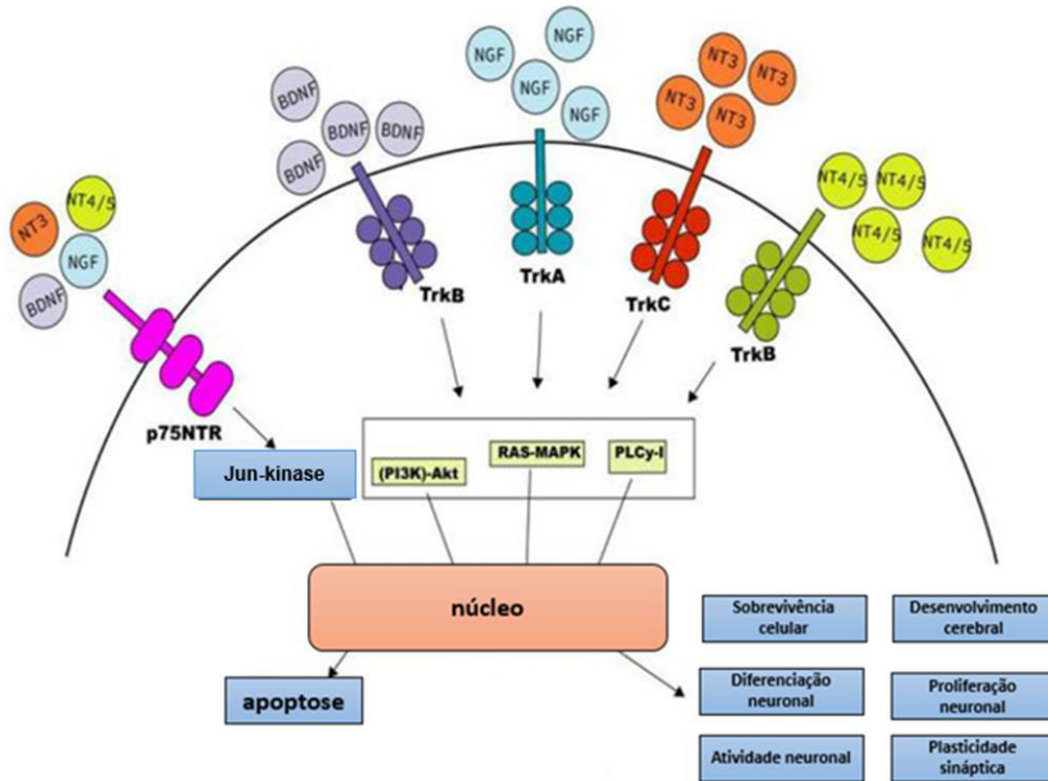 BDNF
BDNF
BDNF
BDNF
NGF
NGF
NGF
NGF
NT3
NT3
NT3
NT3
NT4/5
NT4/5
NT4/5
NT4/5
NT4/5
NT3
NGF
BDNF
TrkB
TrkA
TrkC
TrkB
p75NTR
Jun-kinase
(PI3K)-Akt
RAS-MAPK
PLCy-I
núcleo
apoptose
Sobrevivência
celular
Desenvolvimento
cerebral
Diferenciação
neuronal
Proliferação
neuronal
Atividade neuronal
Plasticidade
sináptica